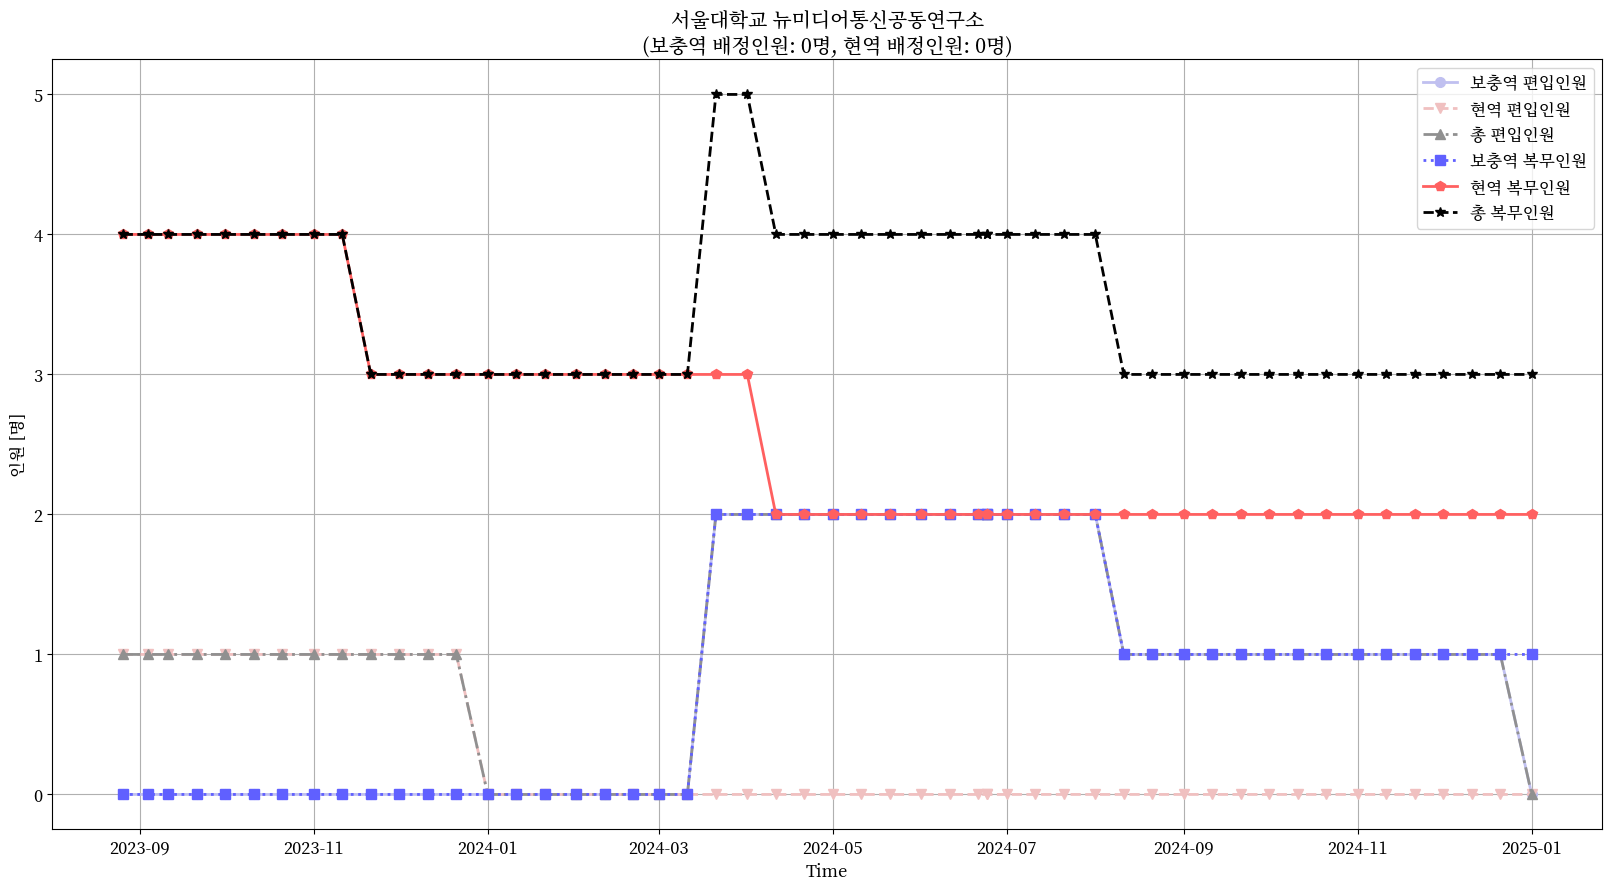 서울대학교 뉴미디어통신공동연구소
(보충역 배정인원: 0명, 현역 배정인원: 0명)
보충역 편입인원
현역 편입인원
총 편입인원
보충역 복무인원
현역 복무인원
총 복무인원
인원 [명]
5
4
3
2
1
0
2023-09 2023-11 2024-01 2024-03 2024-05 2024-07 2024-09 2024-11 2025-01
Time